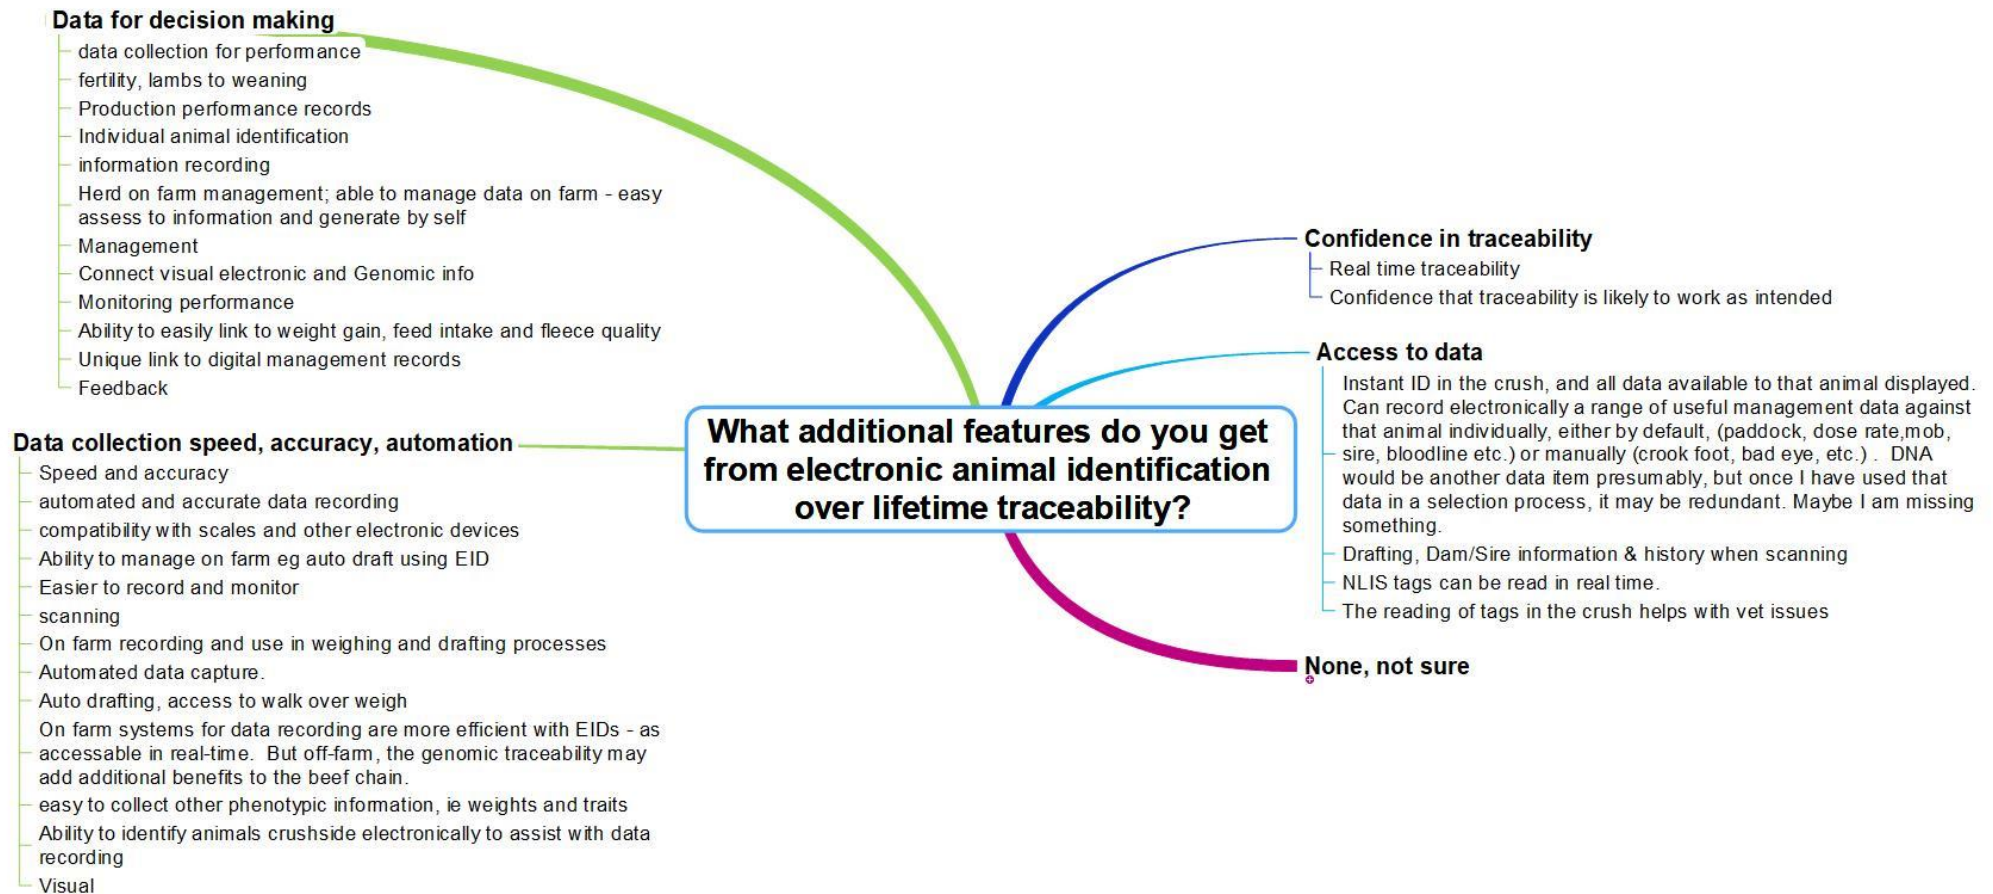 Data for decision making
data collection for performance
fertility, lambs to weaning
Production performance records
Individual animal identification
information recording
Herd on farm management; able to manage data on farm - easy
assess to information and generate by self
Management
Connect visual electronic and Genomic info
Monitoring performance
Ability to easily link to weight gain, feed intake and fleece quality
Unique link to digital management records
Feedback
Data collection speed, accuracy, automation
Speed and accuracy
automated and accurate data recording
compatibility with scales and other electronic devices
Ability to manage on farm eg auto draft using EID
Easier to record and monitor
scanning
On farm recording and use in weighing and drafting processes
Automated data capture.
Auto drafting, access to walk over weigh
On farm systems for data recording are more efficient with EIDs - as
accessable in real-time.  But off-farm, the genomic traceability may
add additional benefits to the beef chain.
easy to collect other phenotypic information, ie weights and traits
Ability to identify animals crushside electronically to assist with data
recording
Visual
What additional features do you get
from electronic animal identification
over lifetime traceability?
Confidence in traceability
Real time traceability
Confidence that traceability is likely to work as intended
Access to data
Instant ID in the crush, and all data available to that animal displayed.
Can record electronically a range of useful management data against
that animal individually, either by default, (paddock, dose rate,mob,
sire, bloodline etc.) or manually (crook foot, bad eye, etc.) .  DNA
would be another data item presumably, but once I have used that
data in a selection process, it may be redundant. Maybe I am missing
something.
Drafting, Dam/Sire information & history when scanning
NLIS tags can be read in real time.
The reading of tags in the crush helps with vet issues
None, not sure